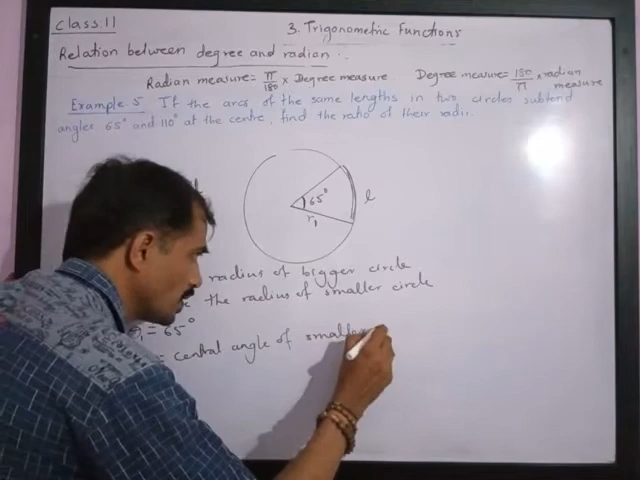 Class: 11
3. Trigonometric Functions
Relation between degree and radian.
Radian measure = π/180 × Degree measure. Degree measure = 180/π × radian measure
Example: 5 If the arcs of the same lengths in two circles subtend
angles 65° and 110° at the centre, find the ratio of their radii.
65°
l
r₁
radius of bigger circle
the radius of smaller circle
θ₁ = 65°
= central angle of smaller